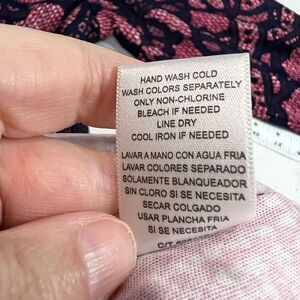 HAND WASH COLD
WASH COLORS SEPARATELY
ONLY NON-CHLORINE
BLEACH IF NEEDED
LINE DRY
COOL IRON IF NEEDED
LAVAR A MANO CON AGUA FRIA
LAVAR COLORES SEPARADO
SOLAMENTE BLANQUEADOR
SIN CLORO SI SE NECESITA
SECAR COLGADO
USAR PLANCHA FRIA
SI SE NECESITA
C/T